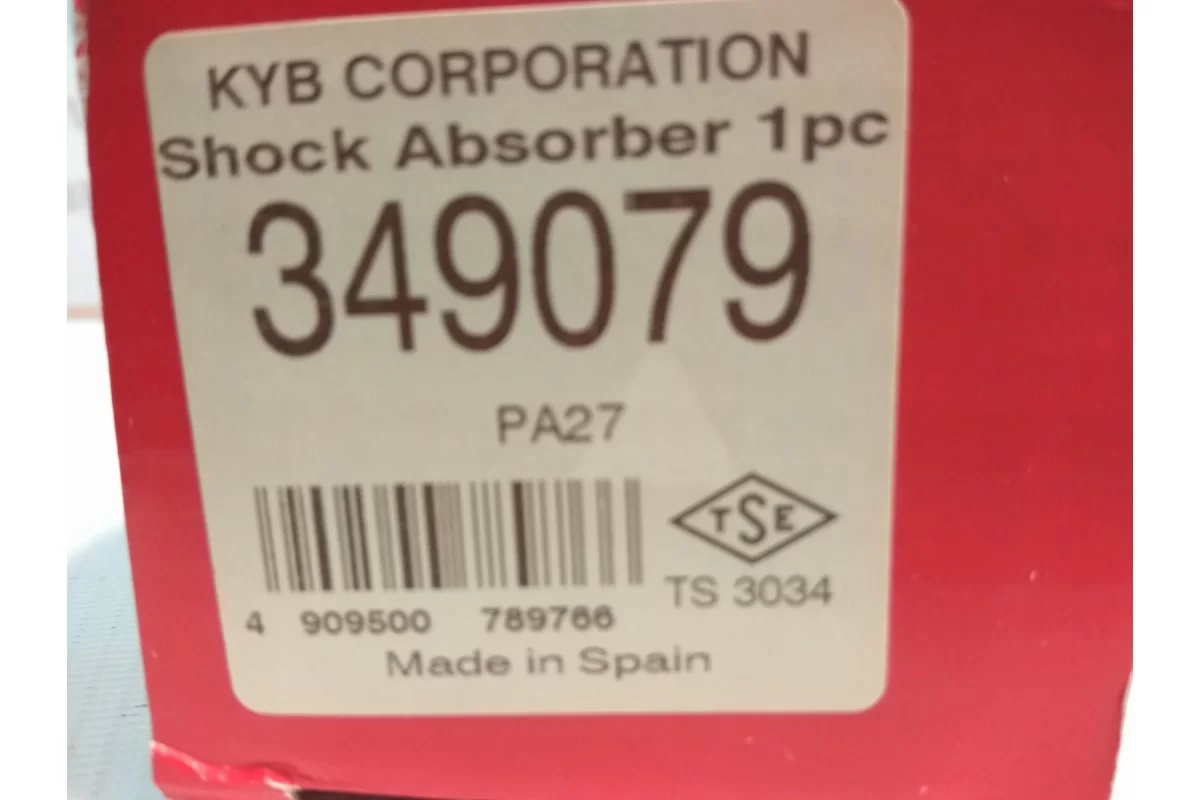 KYB CORPORATION
Shock Absorber 1pc
349079
PA27
TSE
TS 3034
4 909500 789766
Made in Spain